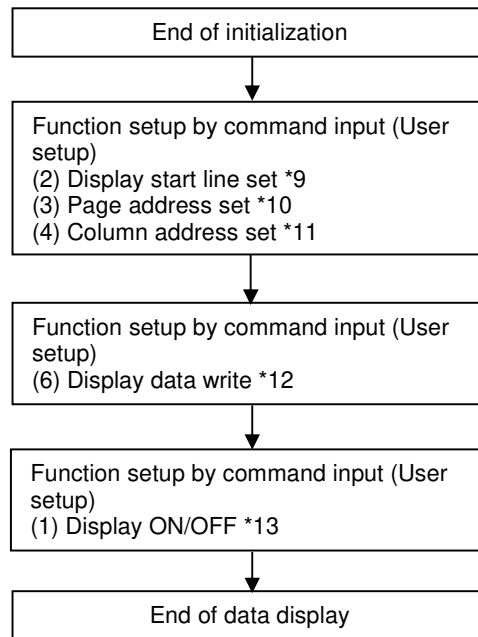 End of initialization
Function setup by command input (User
setup)
(2) Display start line set *9
(3) Page address set *10
(4) Column address set *11
Function setup by command input (User
setup)
(6) Display data write *12
Function setup by command input (User
setup)
(1) Display ON/OFF *13
End of data display